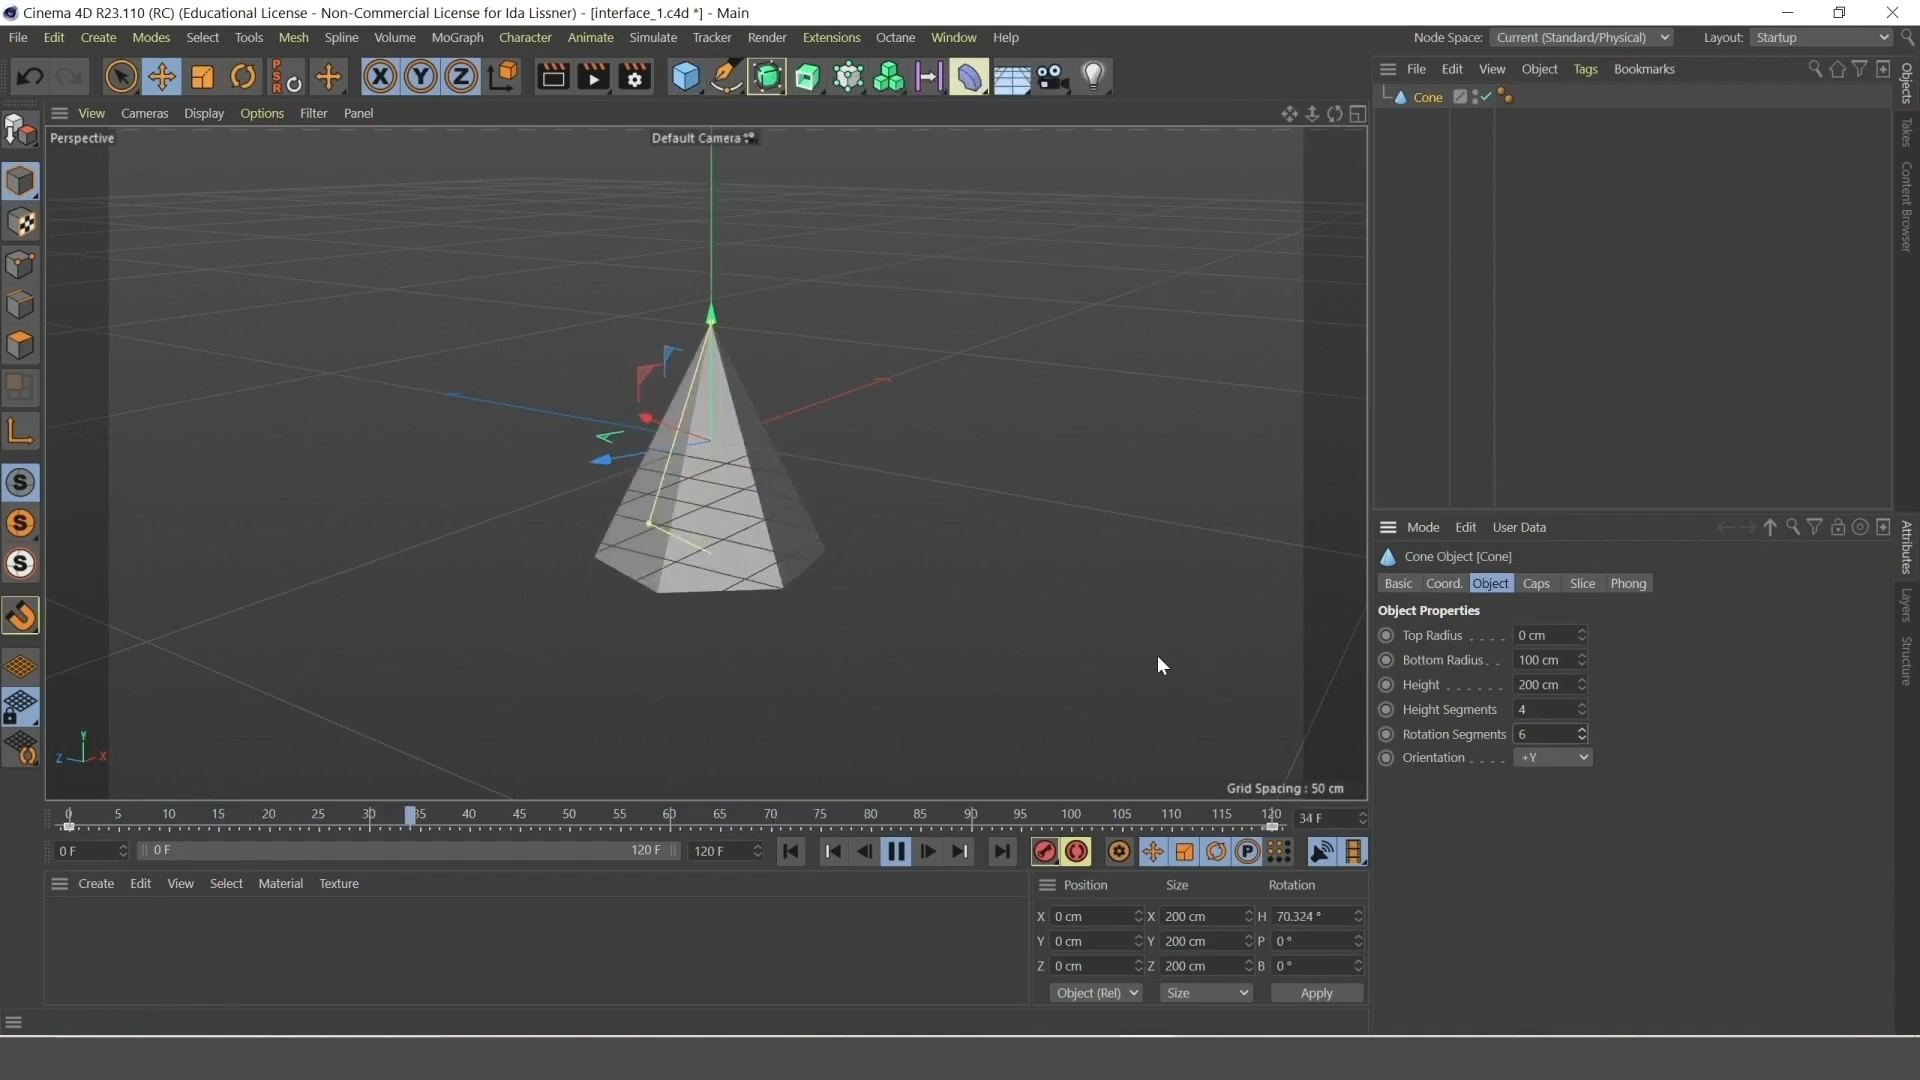 Cinema 4D R23.110 (RC) (Educational License - Non-Commercial License for Ida Lissner) - [interface_1.c4d *] - Main
File Edit Create Modes Select Tools Mesh Spline Volume MoGraph Character Animate Simulate Tracker Render Extensions Octane Window Help Node Space: Current (Standard/Physical) Layout: Startup
File Edit View Object Tags Bookmarks
View Cameras Display Options Filter Panel
Perspective Default Camera
Cone
Objects
Takes
Content Browser
Mode Edit User Data
Cone Object [Cone]
Basic Coord. Object Caps Slice Phong
Object Properties
Top Radius 0 cm
Bottom Radius 100 cm
Height 200 cm
Height Segments 4
Rotation Segments 6
Orientation +Y
Attributes
Layers
Structure
Y
Z X
Grid Spacing : 50 cm
0 5 10 15 20 25 30 35 40 45 50 55 60 65 70 75 80 85 90 95 100 105 110 115 120 34 F
0 F 0 F 120 F 120 F
Create Edit View Select Material Texture
Position Size Rotation
X 0 cm X 200 cm H 70.324 °
Y 0 cm Y 200 cm P 0 °
Z 0 cm Z 200 cm B 0 °
Object (Rel) Size Apply